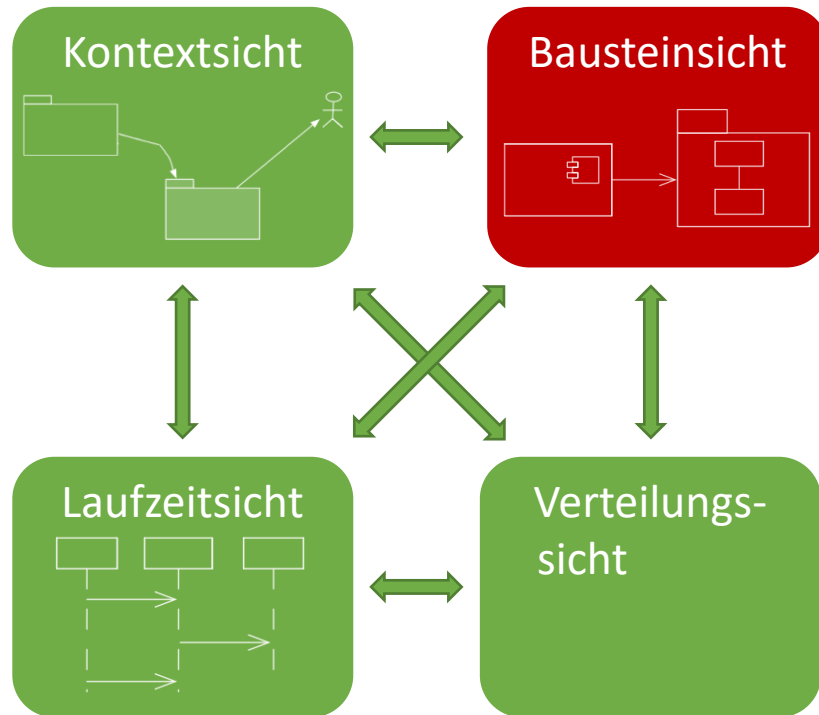 Kontextsicht
Bausteinsicht
Laufzeitsicht
Verteilungs-
sicht